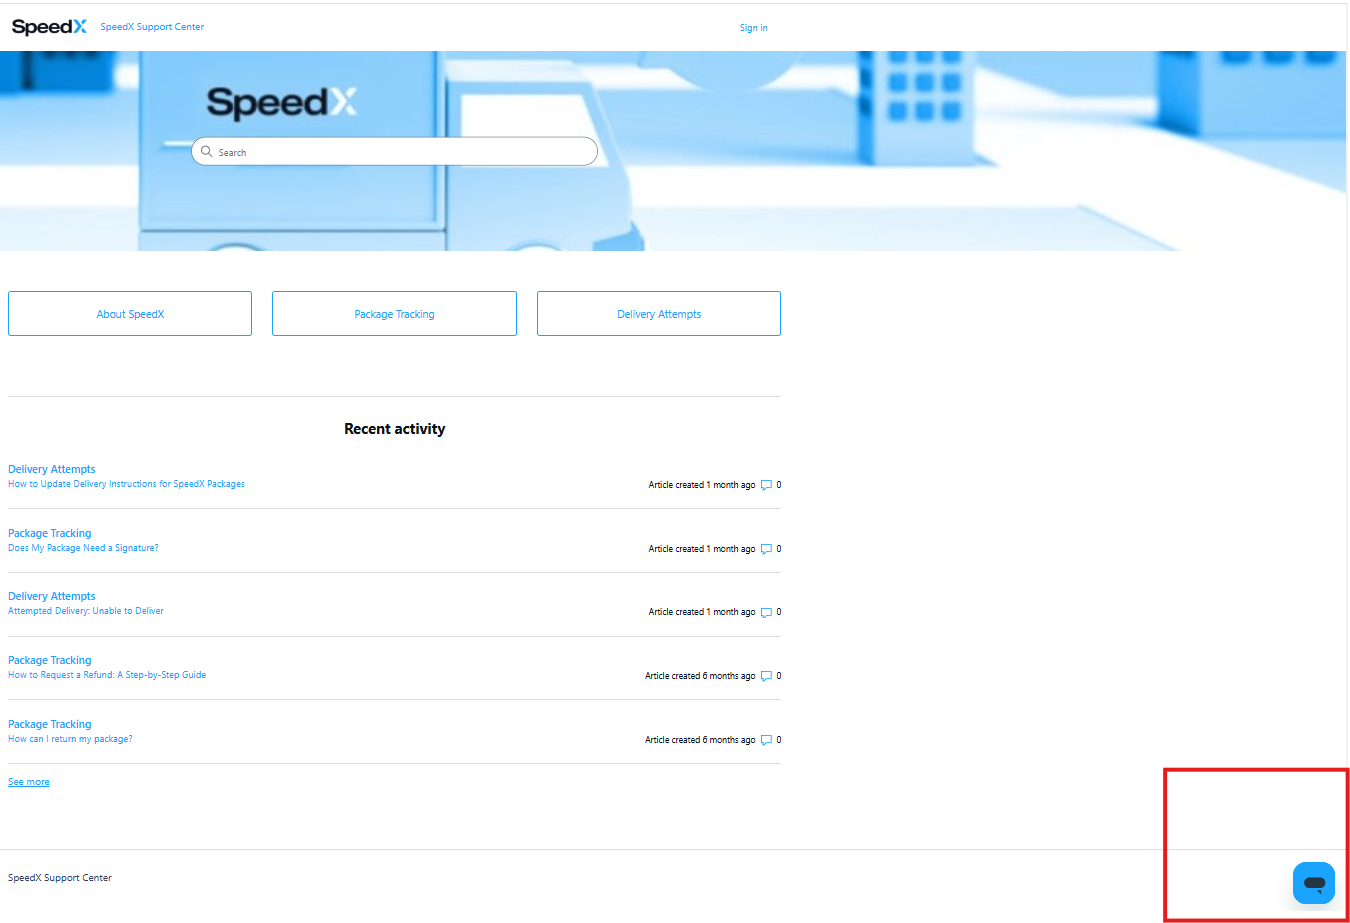 SpeedX SpeedX Support Center Sign in
SpeedX
Search
About SpeedX Package Tracking Delivery Attempts
Recent activity
Delivery Attempts
How to Update Delivery Instructions for SpeedX Packages Article created 1 month ago 0
Package Tracking
Does My Package Need a Signature? Article created 1 month ago 0
Delivery Attempts
Attempted Delivery: Unable to Deliver Article created 1 month ago 0
Package Tracking
How to Request a Refund: A Step-by-Step Guide Article created 6 months ago 0
Package Tracking
How can I return my package? Article created 6 months ago 0
See more
SpeedX Support Center